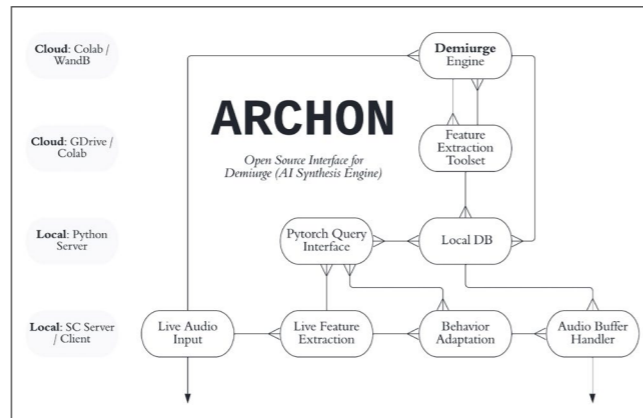 Cloud: Colab /
WandB
Demiurge
Engine
ARCHON
Open Source Interface for
Demiurge (AI Synthesis Engine)
Cloud: GDrive /
Colab
Feature
Extraction
Toolset
Local: Python
Server
Pytorch Query
Interface
Local DB
Local: SC Server
/ Client
Live Audio
Input
Live Feature
Extraction
Behavior
Adaptation
Audio Buffer
Handler